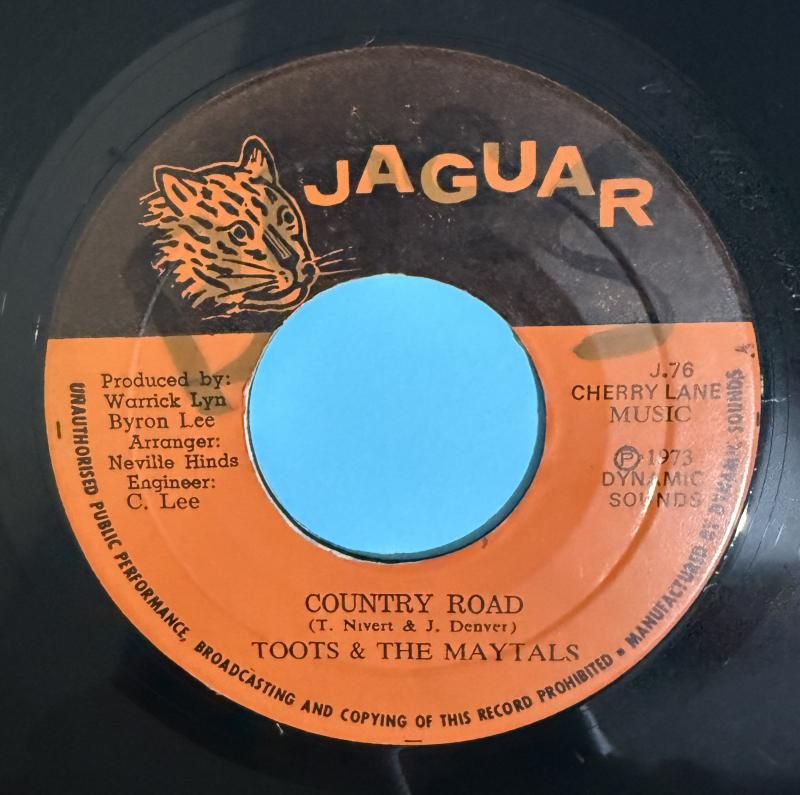 JAGUAR
Produced by:
Warrick Lyn
Byron Lee
Arranger:
Neville Hinds
Engineer:
C. Lee
J.76
CHERRY LANE
MUSIC
℗ 1973
DYNAMIC
SOUNDS
COUNTRY ROAD
(T. Nivert & J. Denver)
TOOTS & THE MAYTALS
UNAUTHORISED PUBLIC PERFORMANCE, BROADCASTING AND COPYING OF THIS RECORD PROHIBITED ▪ MANUFACTURED BY DYNAMIC SOUNDS